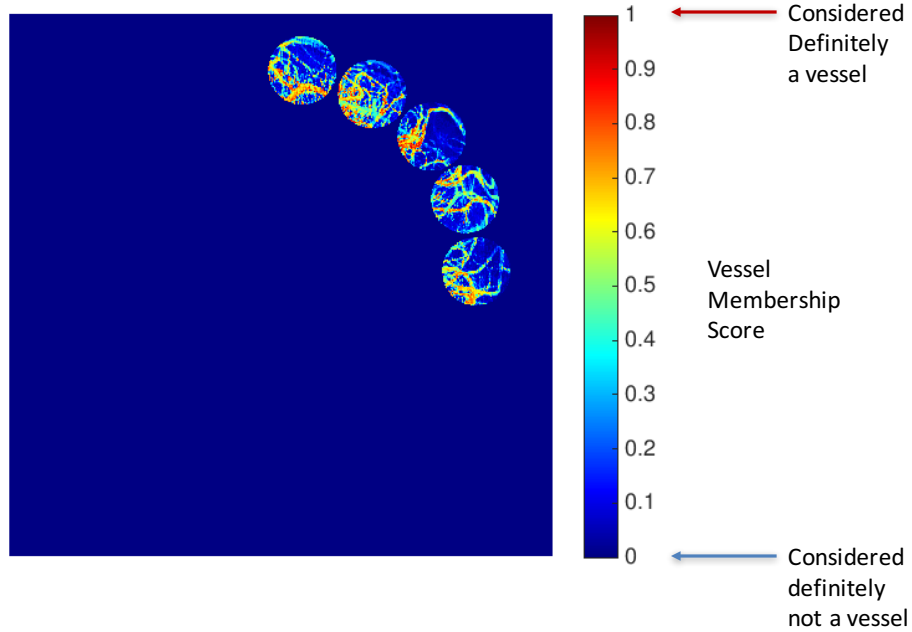 1
0.9
0.8
0.7
0.6
0.5
0.4
0.3
0.2
0.1
0
Considered
Definitely
a vessel
Vessel
Membership
Score
Considered
definitely
not a vessel